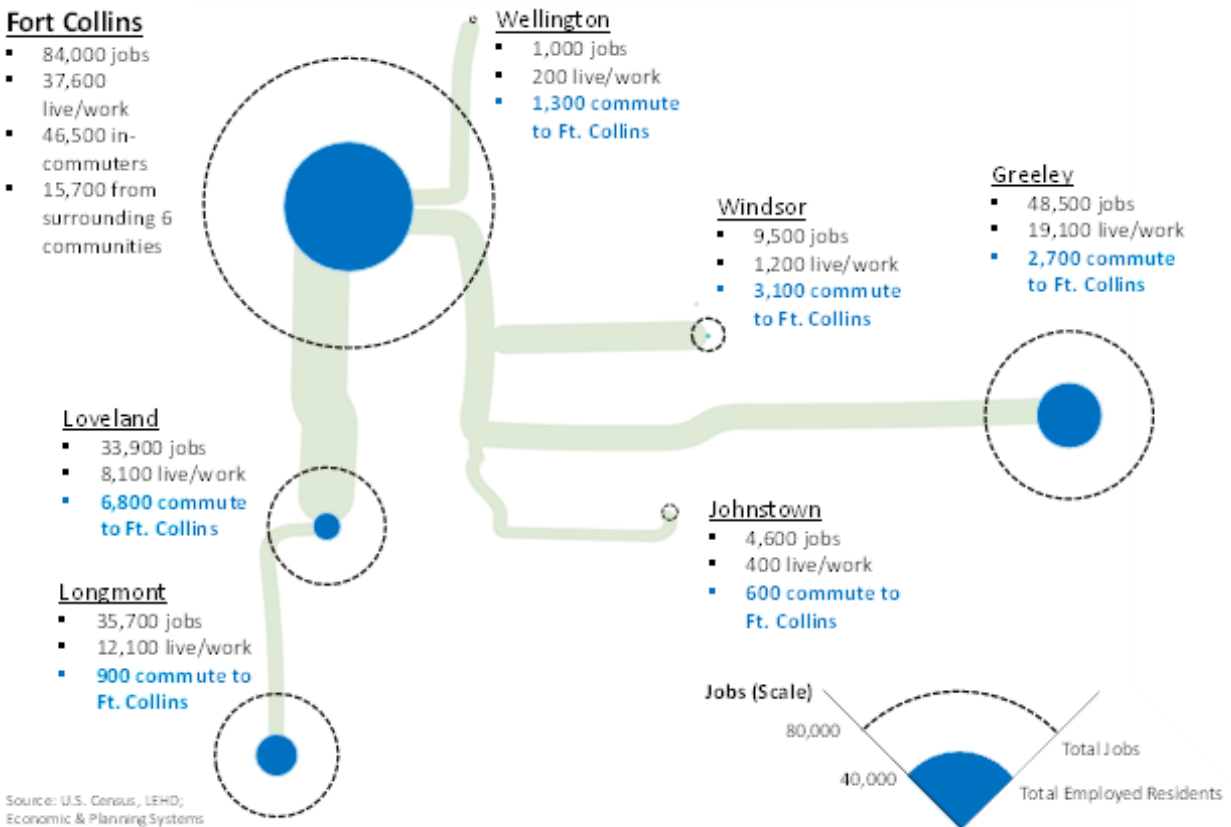 Fort Collins
▪ 84,000 jobs
▪ 37,600
live/work
▪ 46,500 in-
commuters
▪ 15,700 from
surrounding 6
communities
Wellington
▪ 1,000 jobs
▪ 200 live/work
▪ 1,300 commute
to Ft. Collins
Windsor
▪ 9,500 jobs
▪ 1,200 live/work
▪ 3,100 commute
to Ft. Collins
Greeley
▪ 48,500 jobs
▪ 19,100 live/work
▪ 2,700 commute
to Ft. Collins
Loveland
▪ 33,900 jobs
▪ 8,100 live/work
▪ 6,800 commute
to Ft. Collins
Johnstown
▪ 4,600 jobs
▪ 400 live/work
▪ 600 commute to
Ft. Collins
Longmont
▪ 35,700 jobs
▪ 12,100 live/work
▪ 900 commute to
Ft. Collins
Jobs (Scale)
80,000
Total Jobs
40,000
Total Employed Residents
Source: U.S. Census, LEHD;
Economic & Planning Systems